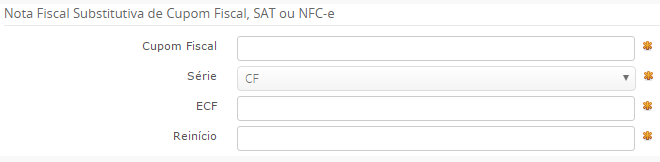 Nota Fiscal Substitutiva de Cupom Fiscal, SAT ou NFC-e
Cupom Fiscal
Série CF
ECF
Reinício